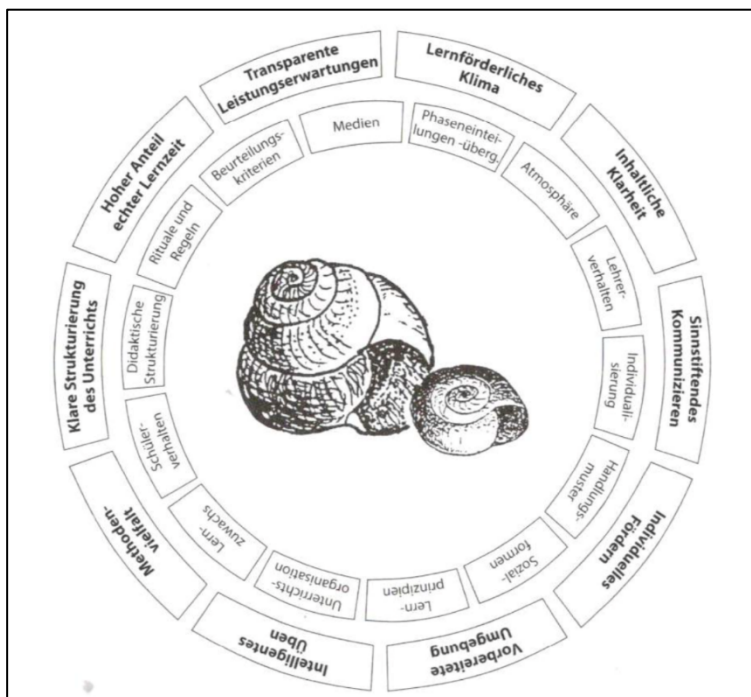 Transparente
Leistungserwartungen
Lernförderliches
Klima
Inhaltliche
Klarheit
Sinnstiftendes
Kommunizieren
Individuelles
Fördern
Vorbereitete
Umgebung
Intelligentes
Üben
Methoden-
vielfalt
Klare Strukturierung
des Unterrichts
Hoher Anteil
echter Lernzeit
Medien
Phaseneintei-
lungen -überg.
Atmosphäre
Lehrer-
verhalten
Individuali-
sierung
Handlungs-
muster
Sozial-
formen
Lern-
prinzipien
Unterrichts-
organisation
Lern-
zuwachs
Schüler-
verhalten
Didaktische
Strukturierung
Rituale und
Regeln
Beurteilungs-
kriterien